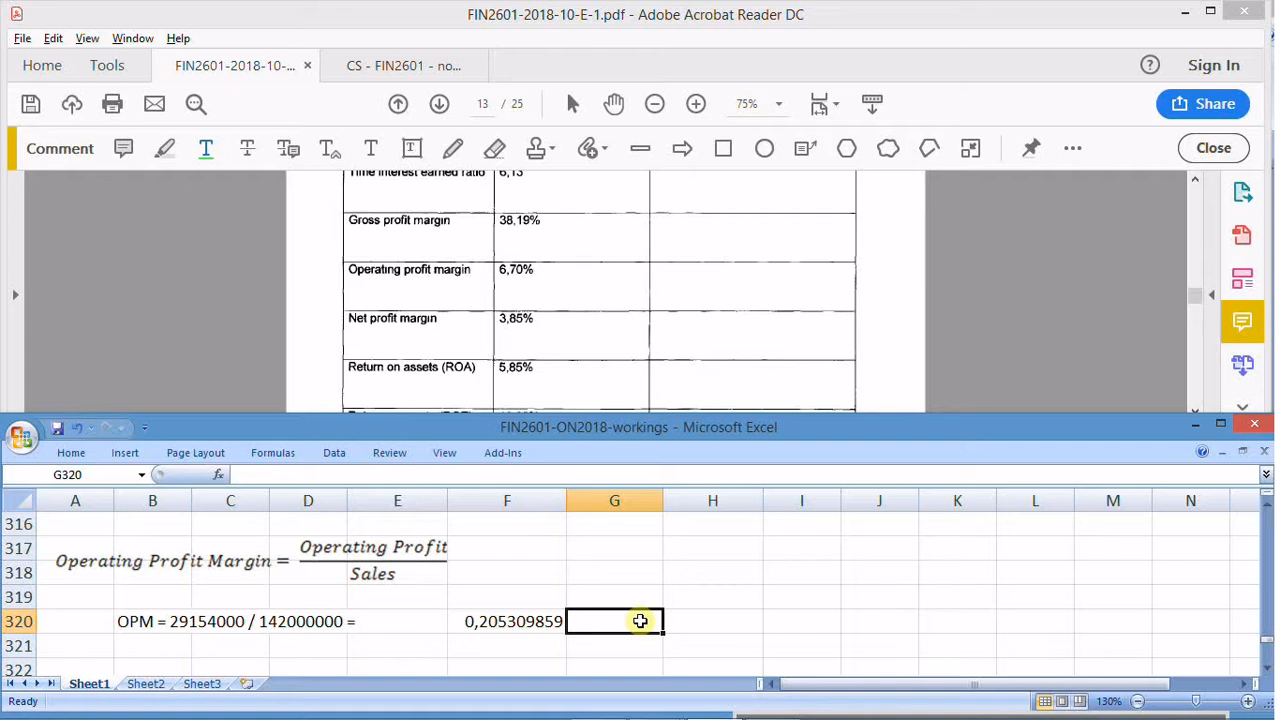 FIN2601-2018-10-E-1.pdf - Adobe Acrobat Reader DC
File Edit View Window Help
Home Tools FIN2601-2018-10-... × CS - FIN2601 - no... Sign In
13 / 25 75% Share
Comment Close
Time interest earned ratio 6,13
Gross profit margin 38,19%
Operating profit margin 6,70%
Net profit margin 3,85%
Return on assets (ROA) 5,85%
FIN2601-ON2018-workings - Microsoft Excel
Home Insert Page Layout Formulas Data Review View Add-Ins
G320 fx
A B C D E F G H I J K L M N
316
317 Operating Profit
Operating Profit Margin =
318 Sales
319
320 OPM = 29154000 / 142000000 = 0,205309859
321
322
Sheet1 Sheet2 Sheet3
Ready 130%